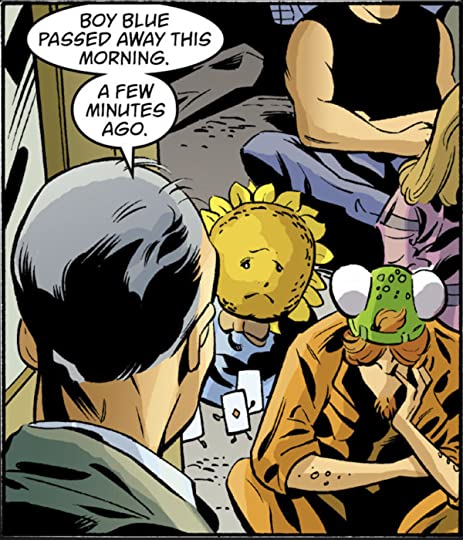 BOY BLUE
PASSED AWAY THIS
MORNING.
A FEW
MINUTES
AGO.